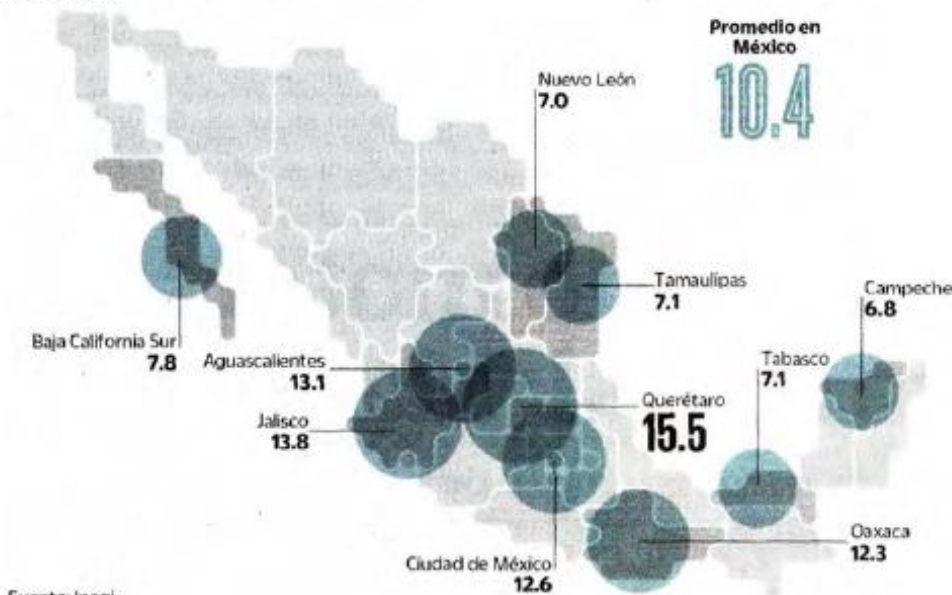 Promedio en
México
10.4
Nuevo León
7.0
Tamaulipas
7.1
Campeche
6.8
Baja California Sur
7.8
Aguascalientes
13.1
Tabasco
7.1
Querétaro
15.5
Jalisco
13.8
Oaxaca
12.3
Ciudad de México
12.6